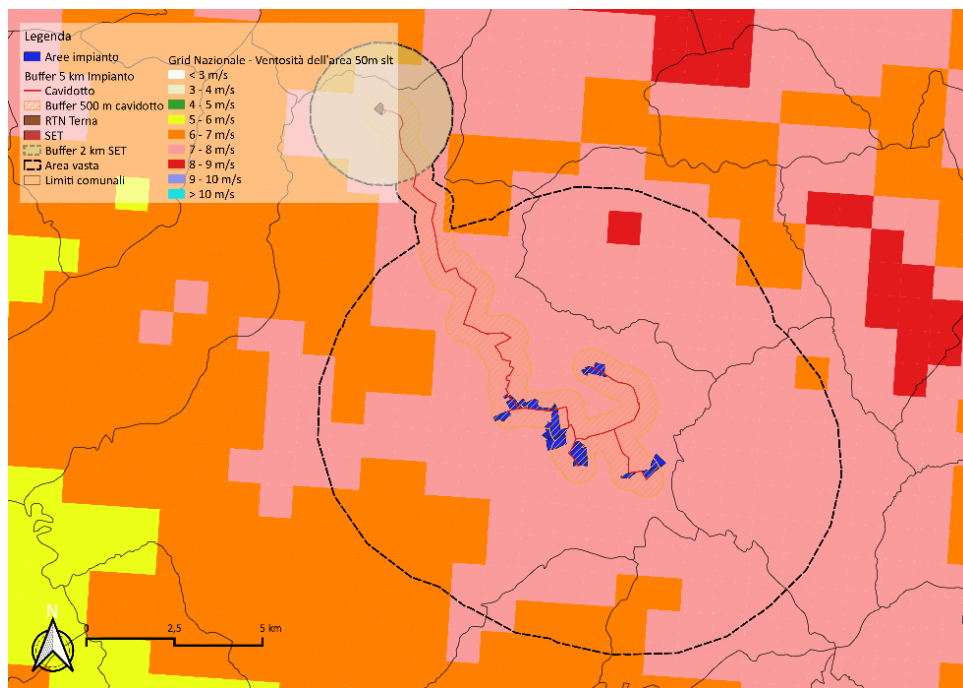 Legenda
Aree impianto
Buffer 5 km Impianto
Cavidotto
Buffer 500 m cavidotto
RTN Terna
SET
Buffer 2 km SET
Area vasta
Limiti comunali
Grid Nazionale - Ventosità dell'area 50m slt
< 3 m/s
3 - 4 m/s
4 - 5 m/s
5 - 6 m/s
6 - 7 m/s
7 - 8 m/s
8 - 9 m/s
9 - 10 m/s
> 10 m/s
N
0 2,5 5 km